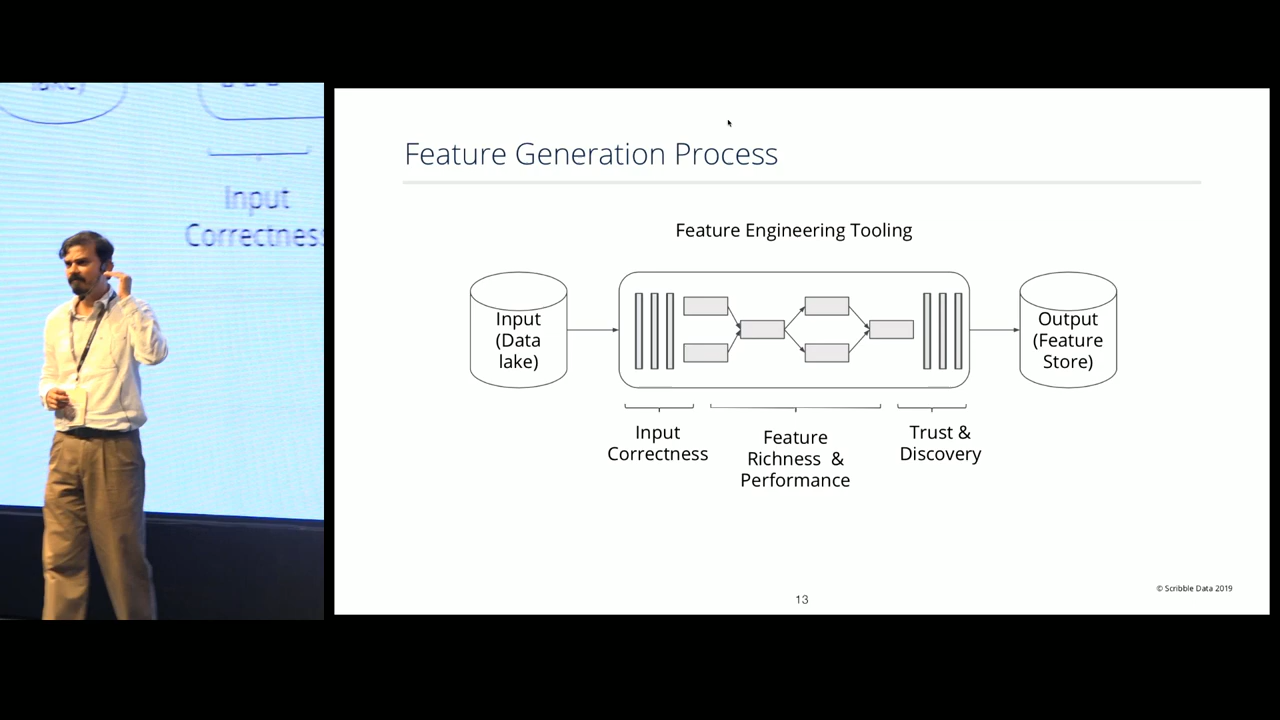 lake)
Input
Correctness
Feature Generation Process
Feature Engineering Tooling
Input
(Data
lake)
Output
(Feature
Store)
Input
Correctness
Feature
Richness & 
Performance
Trust &
Discovery
© Scribble Data 2019
13